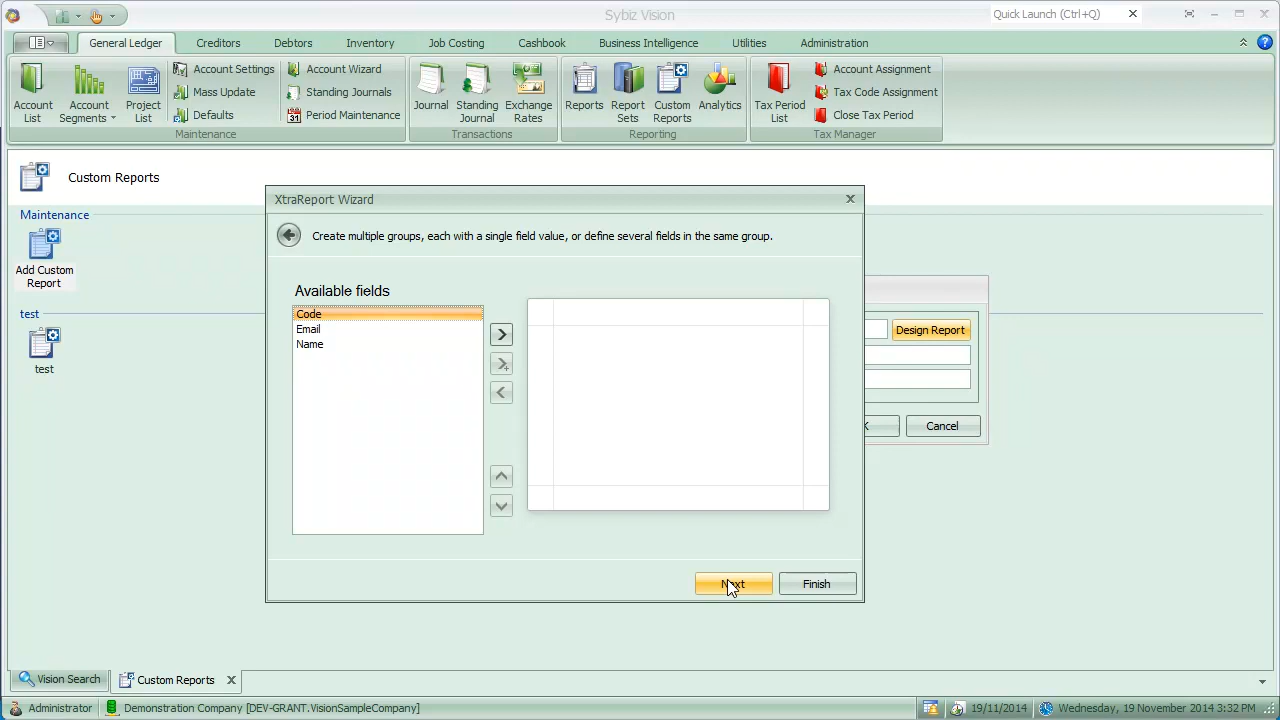 Sybiz Vision
Quick Launch (Ctrl+Q)
General Ledger
Creditors
Debtors
Inventory
Job Costing
Cashbook
Business Intelligence
Utilities
Administration
Account List
Account Segments
Project List
Account Settings
Mass Update
Defaults
Account Wizard
Standing Journals
Period Maintenance
Maintenance
Journal
Standing Journal
Exchange Rates
Transactions
Reports
Report Sets
Custom Reports
Analytics
Reporting
Tax Period List
Account Assignment
Tax Code Assignment
Close Tax Period
Tax Manager
Custom Reports
Maintenance
Add Custom Report
test
test
XtraReport Wizard
Create multiple groups, each with a single field value, or define several fields in the same group.
Available fields
Code
Email
Name
Next
Finish
Design Report
Cancel
Vision Search
Custom Reports
Administrator
Demonstration Company [DEV-GRANT.VisionSampleCompany]
19/11/2014
Wednesday, 19 November 2014 3:32 PM